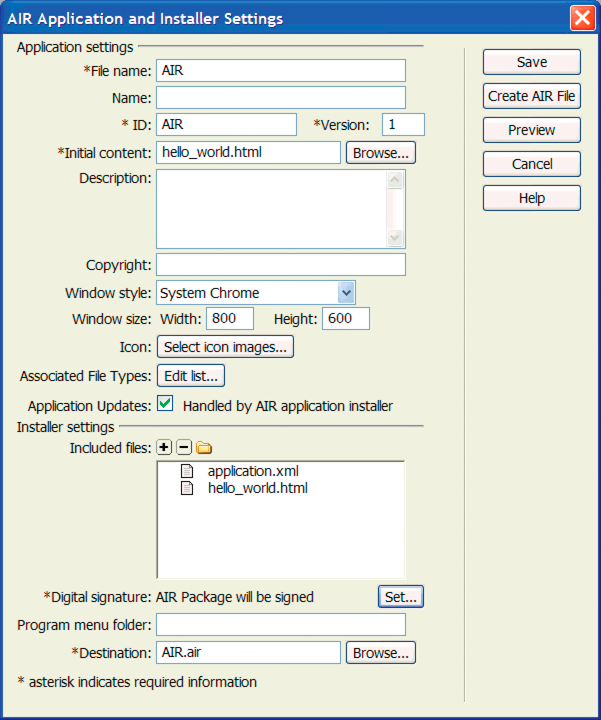 AIR Application and Installer Settings
Application settings
*File name: AIR
Name:
* ID: AIR *Version: 1
*Initial content: hello_world.html Browse...
Description:
Copyright:
Window style: System Chrome
Window size: Width: 800 Height: 600
Icon: Select icon images...
Associated File Types: Edit list...
Application Updates: Handled by AIR application installer
Installer settings
Included files:
application.xml
hello_world.html
*Digital signature: AIR Package will be signed Set...
Program menu folder:
*Destination: AIR.air Browse...
* asterisk indicates required information
Save
Create AIR File
Preview
Cancel
Help